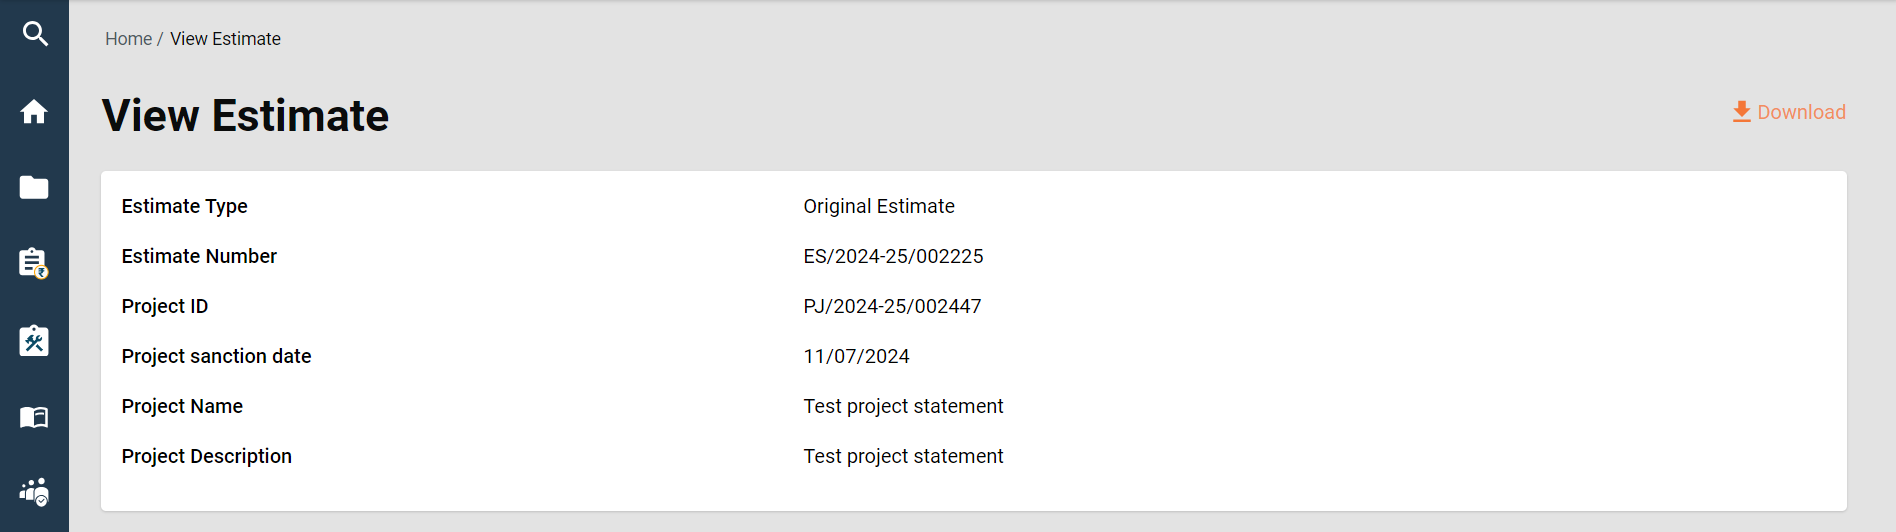 Home / View Estimate
View Estimate
Download
Estimate Type Original Estimate
Estimate Number ES/2024-25/002225
Project ID PJ/2024-25/002447
Project sanction date 11/07/2024
Project Name Test project statement
Project Description Test project statement